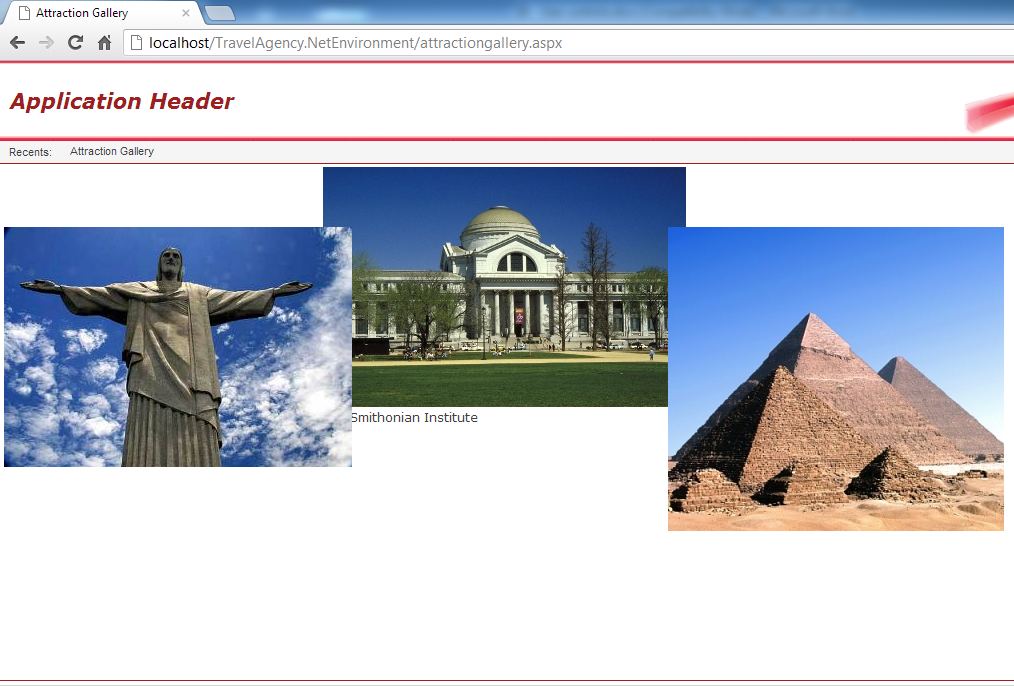 Attraction Gallery
localhost/TravelAgency.NetEnvironment/attractiongallery.aspx
Application Header
Recents: Attraction Gallery
Smithonian Institute